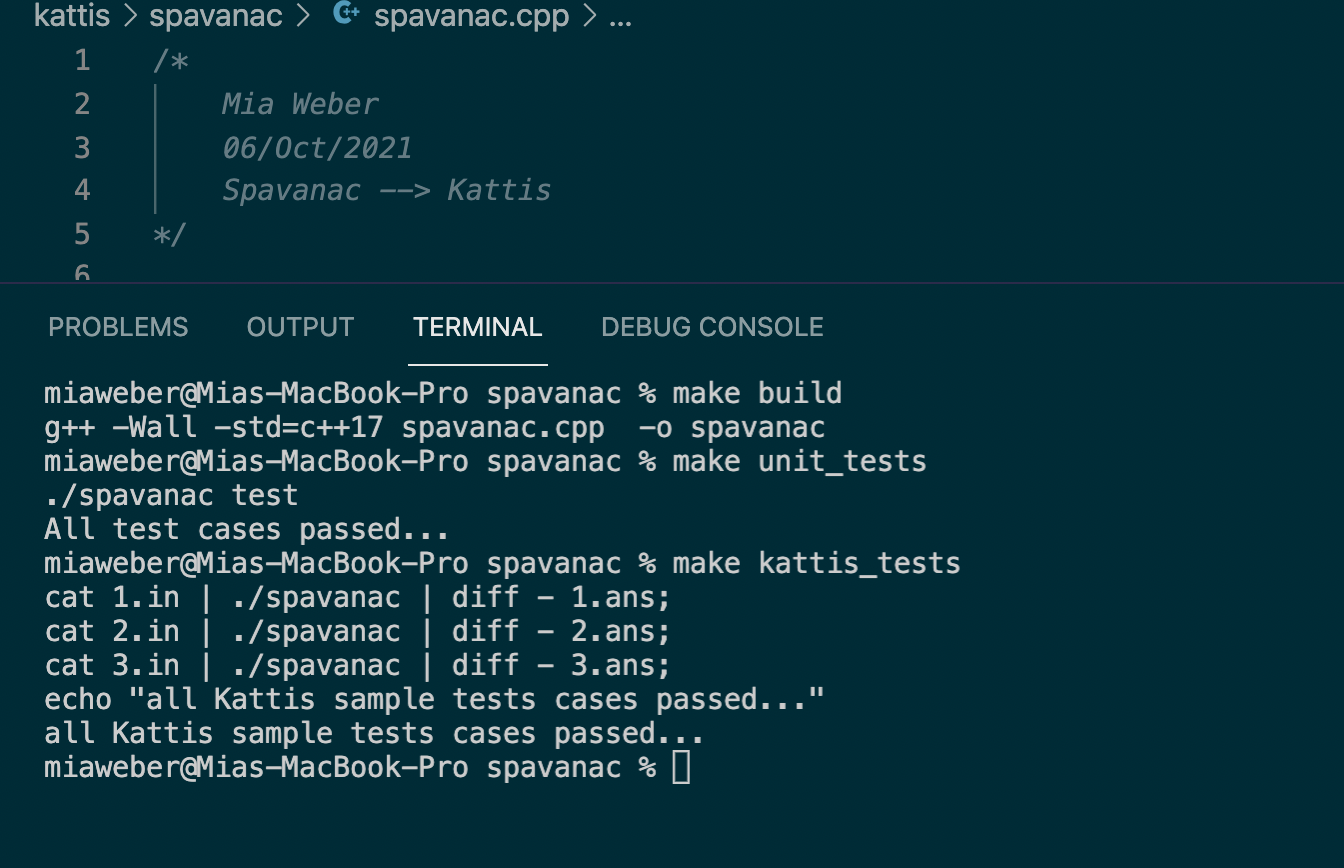 kattis > spavanac > C++ spavanac.cpp > ...
1 /*
2 Mia Weber
3 06/Oct/2021
4 Spavanac --> Kattis
5 */
6
PROBLEMS OUTPUT TERMINAL DEBUG CONSOLE
miaweber@Mias-MacBook-Pro spavanac % make build
g++ -Wall -std=c++17 spavanac.cpp  -o spavanac
miaweber@Mias-MacBook-Pro spavanac % make unit_tests
./spavanac test
All test cases passed...
miaweber@Mias-MacBook-Pro spavanac % make kattis_tests
cat 1.in | ./spavanac | diff - 1.ans;
cat 2.in | ./spavanac | diff - 2.ans;
cat 3.in | ./spavanac | diff - 3.ans;
echo "all Kattis sample tests cases passed..."
all Kattis sample tests cases passed...
miaweber@Mias-MacBook-Pro spavanac %